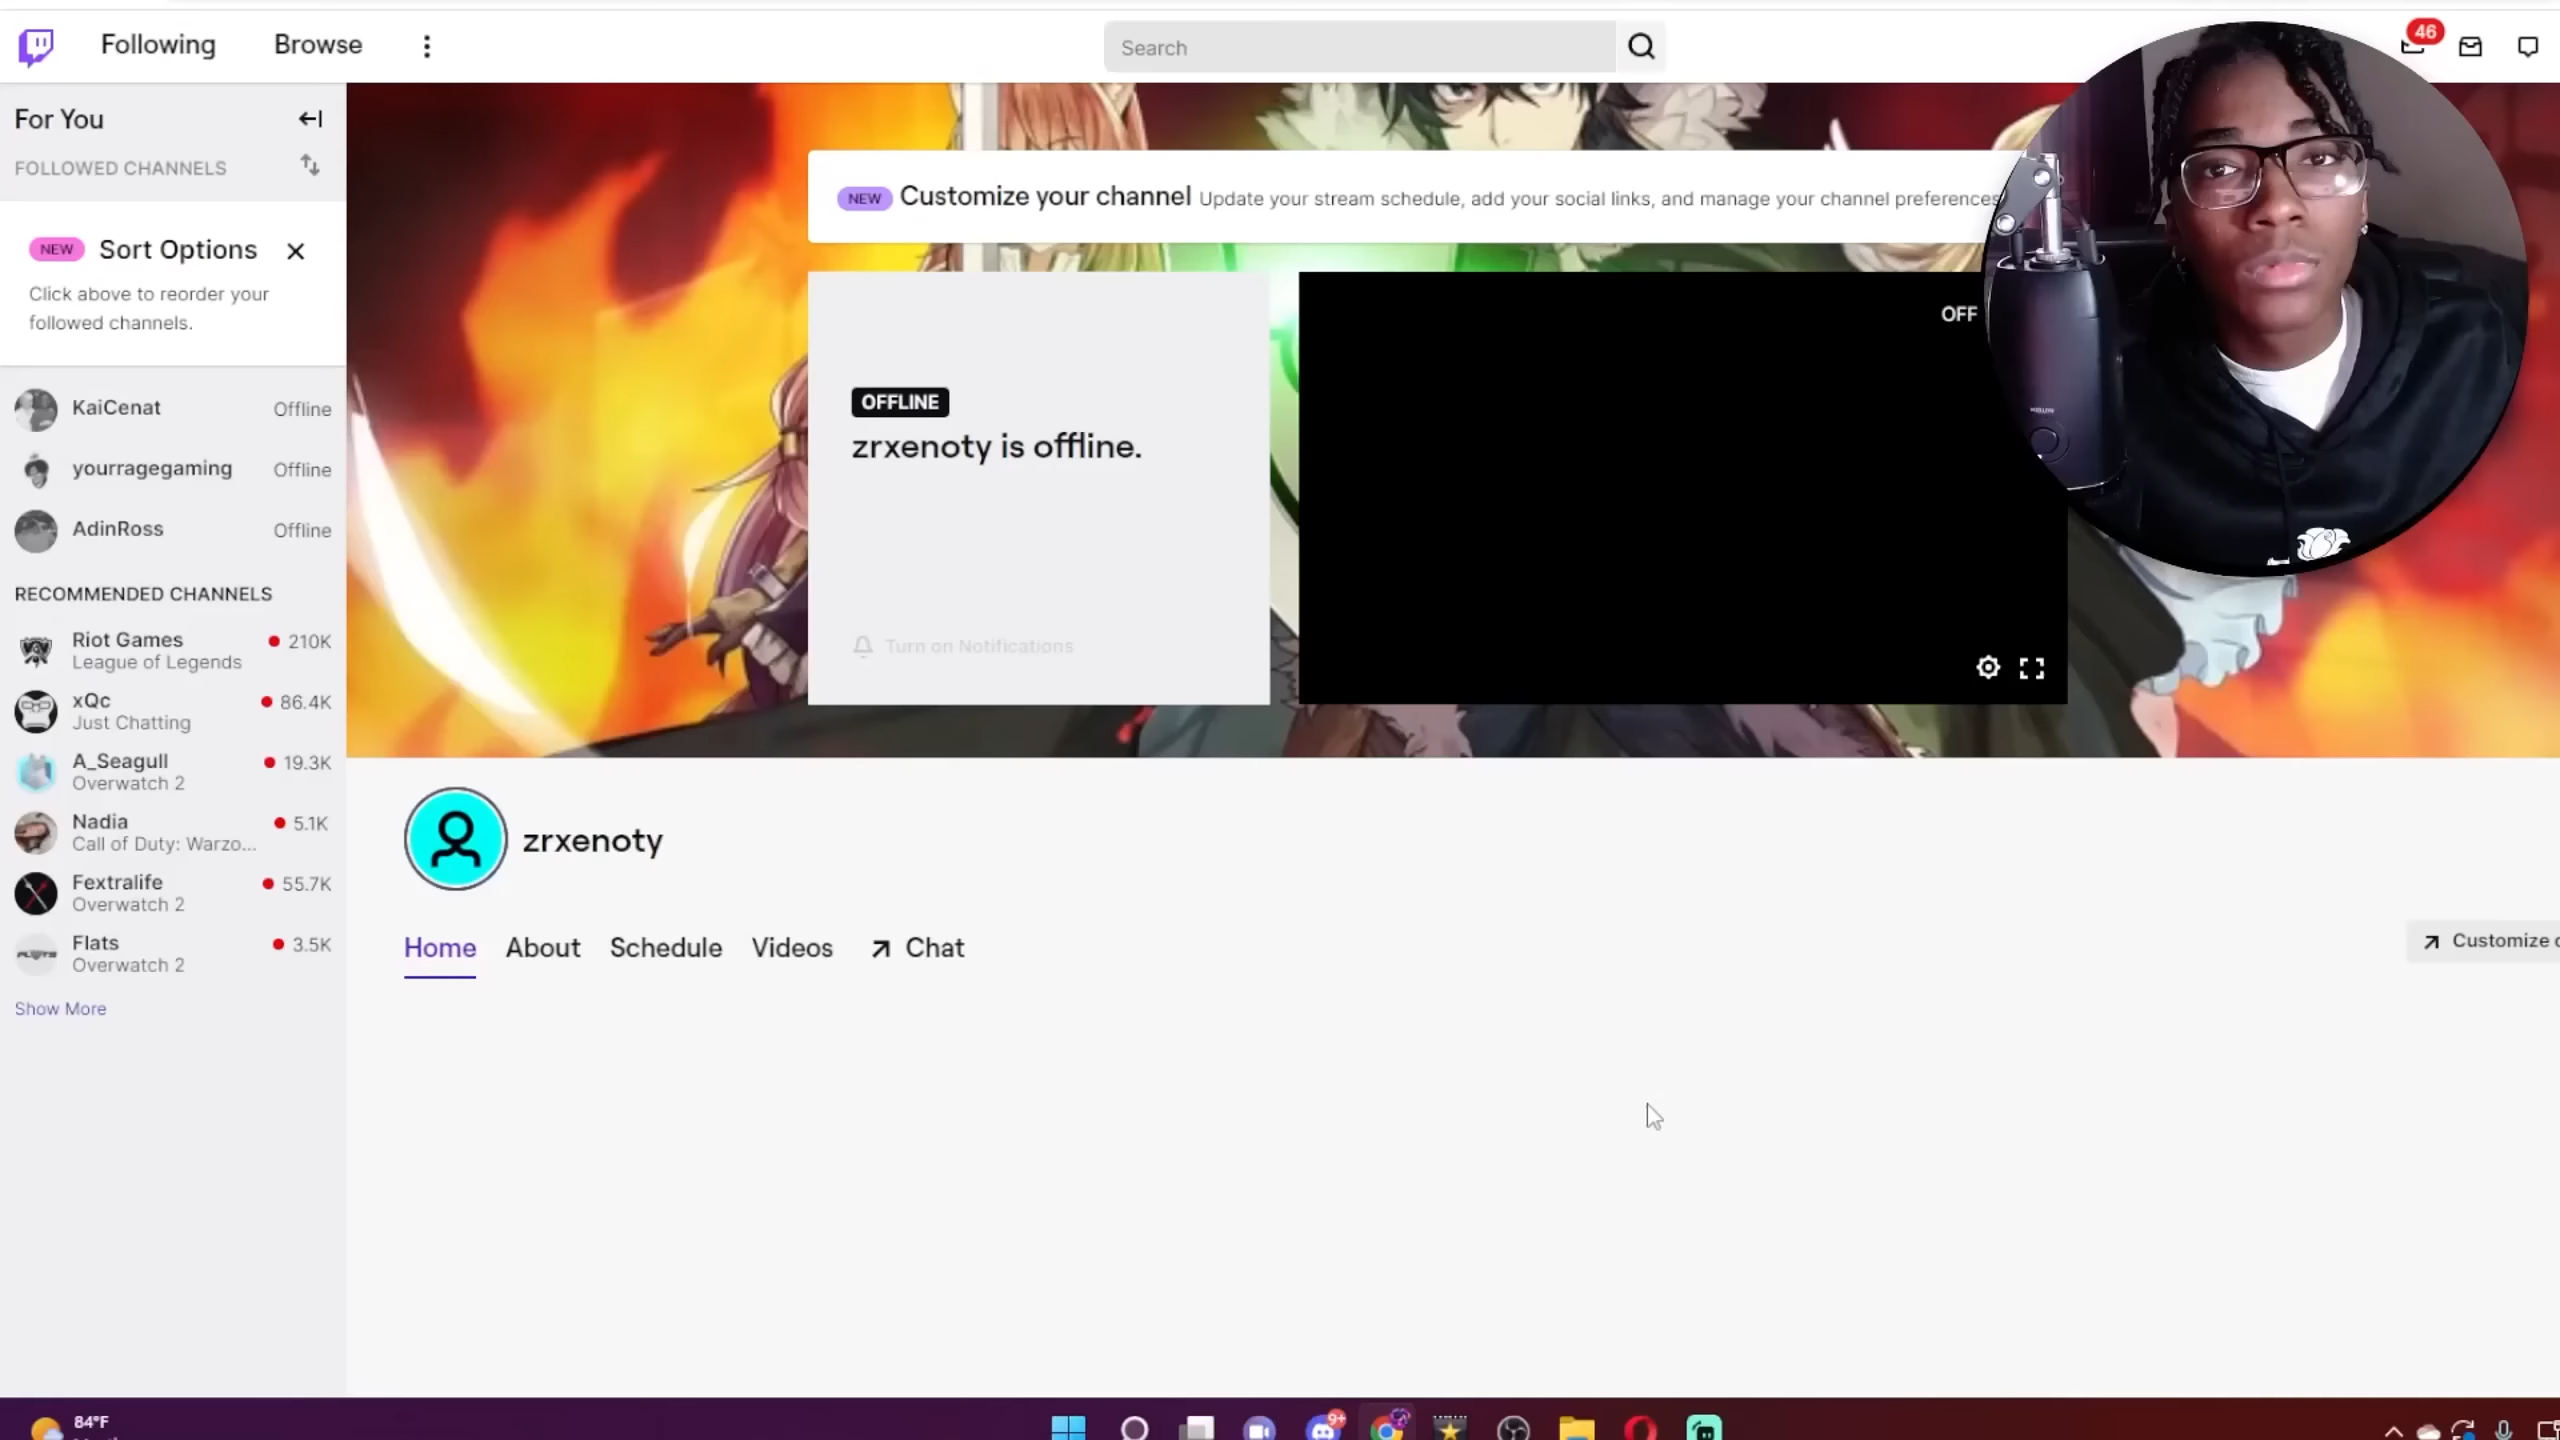 Following
Browse
Search
46
For You
FOLLOWED CHANNELS
NEW Sort Options
Click above to reorder your
followed channels.
KaiCenat Offline
yourragegaming Offline
AdinRoss Offline
RECOMMENDED CHANNELS
Riot Games 210K
League of Legends
xQc 86.4K
Just Chatting
A_Seagull 19.3K
Overwatch 2
Nadia 5.1K
Call of Duty: Warzo...
Fextralife 55.7K
Overwatch 2
Flats 3.5K
Overwatch 2
Show More
NEW Customize your channel Update your stream schedule, add your social links, and manage your channel preferences
OFFLINE
zrxenoty is offline.
Turn on Notifications
OFF
zrxenoty
Home About Schedule Videos Chat
Customize
84°F
9+